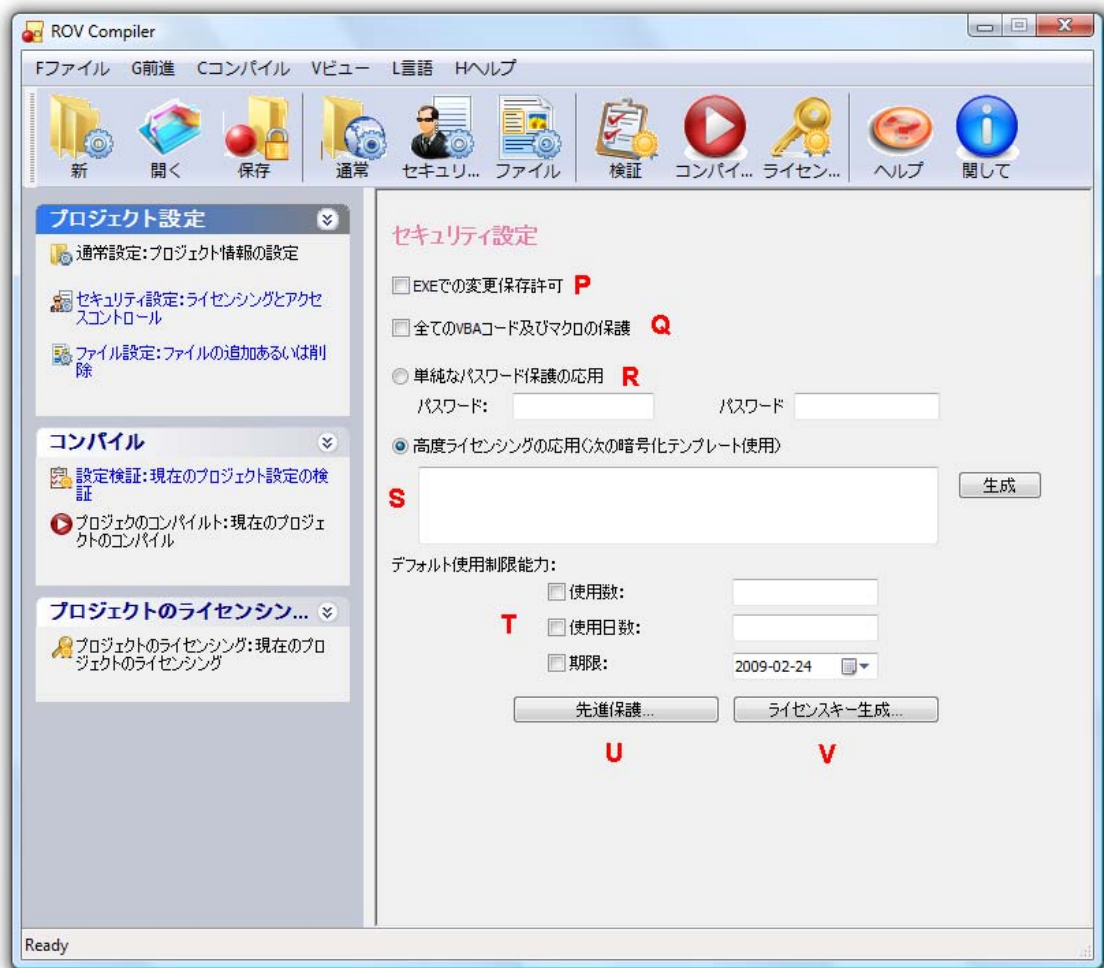 ROV Compiler
Fファイル G前進 Cコンパイル Vビュー L言語 Hヘルプ
新 開く 保存 通常 セキュリ... ファイル 検証 コンパイ... ライセン... ヘルプ 関して
プロジェクト設定
通常設定:プロジェクト情報の設定
セキュリティ設定:ライセンシングとアクセ
スコントロール
ファイル設定:ファイルの追加あるいは削
除
コンパイル
設定検証:現在のプロジェクト設定の検
証
プロジェクのコンパイルト:現在のプロジェ
クトのコンパイル
プロジェクトのライセンシン...
プロジェクトのライセンシング:現在のプロ
ジェクトのライセンシング
セキュリティ設定
EXEでの変更保存許可 P
全てのVBAコード及びマクロの保護 Q
単純なパスワード保護の応用 R
パスワード: パスワード
高度ライセンシングの応用(次の暗号化テンプレート使用)
S 生成
デフォルト使用制限能力:
使用数:
T 使用日数:
期限: 2009-02-24
先進保護... ライセンスキー生成...
U V
Ready